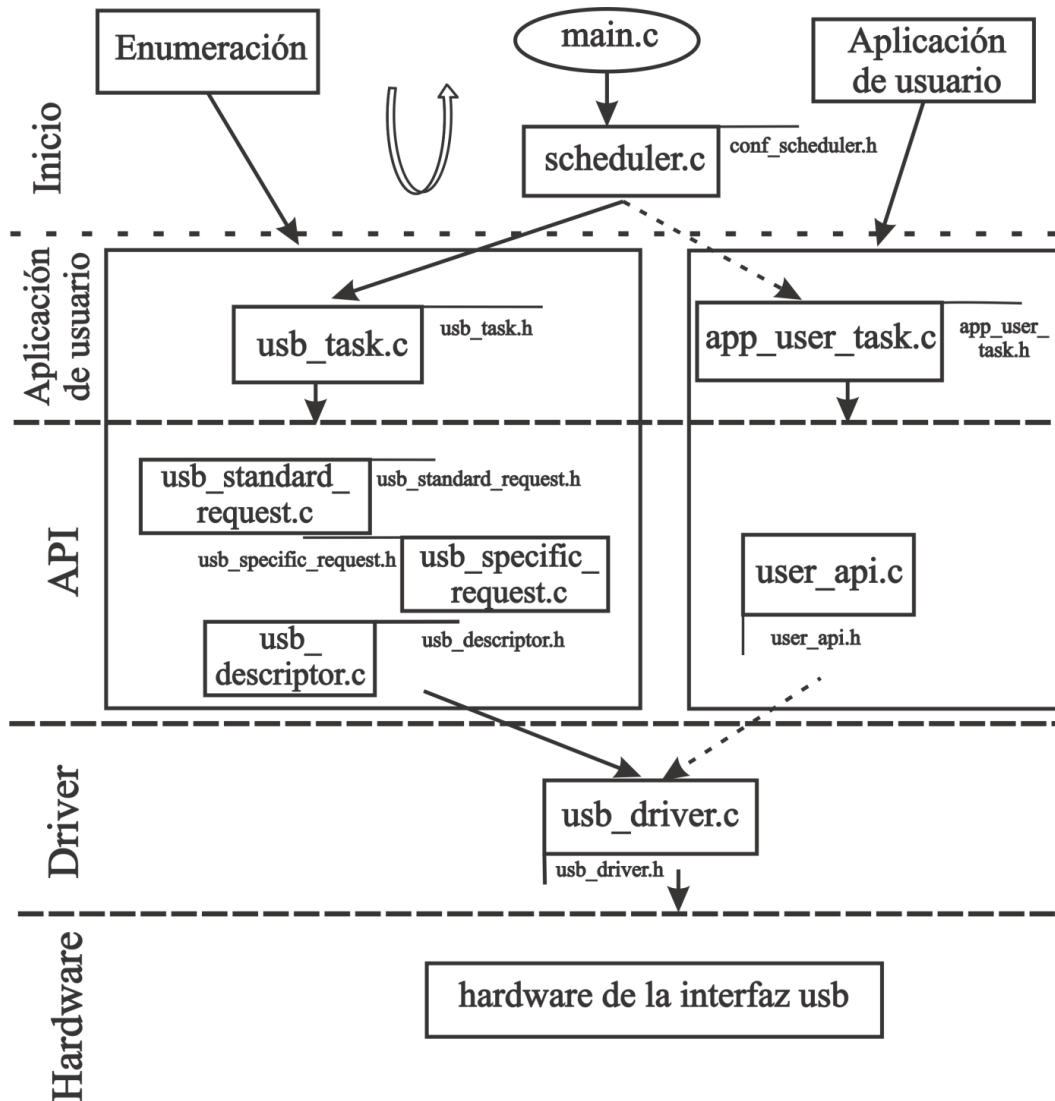 Enumeración
main.c
Aplicación
de usuario
Inicio
scheduler.c
conf_scheduler.h
Aplicación
de usuario
usb_task.c
usb_task.h
app_user_task.c
app_user_
task.h
API
usb_standard_
request.c
usb_standard_request.h
usb_specific_request.h
usb_specific_
request.c
usb_
descriptor.c
usb_descriptor.h
user_api.c
user_api.h
Driver
usb_driver.c
usb_driver.h
Hardware
hardware de la interfaz usb